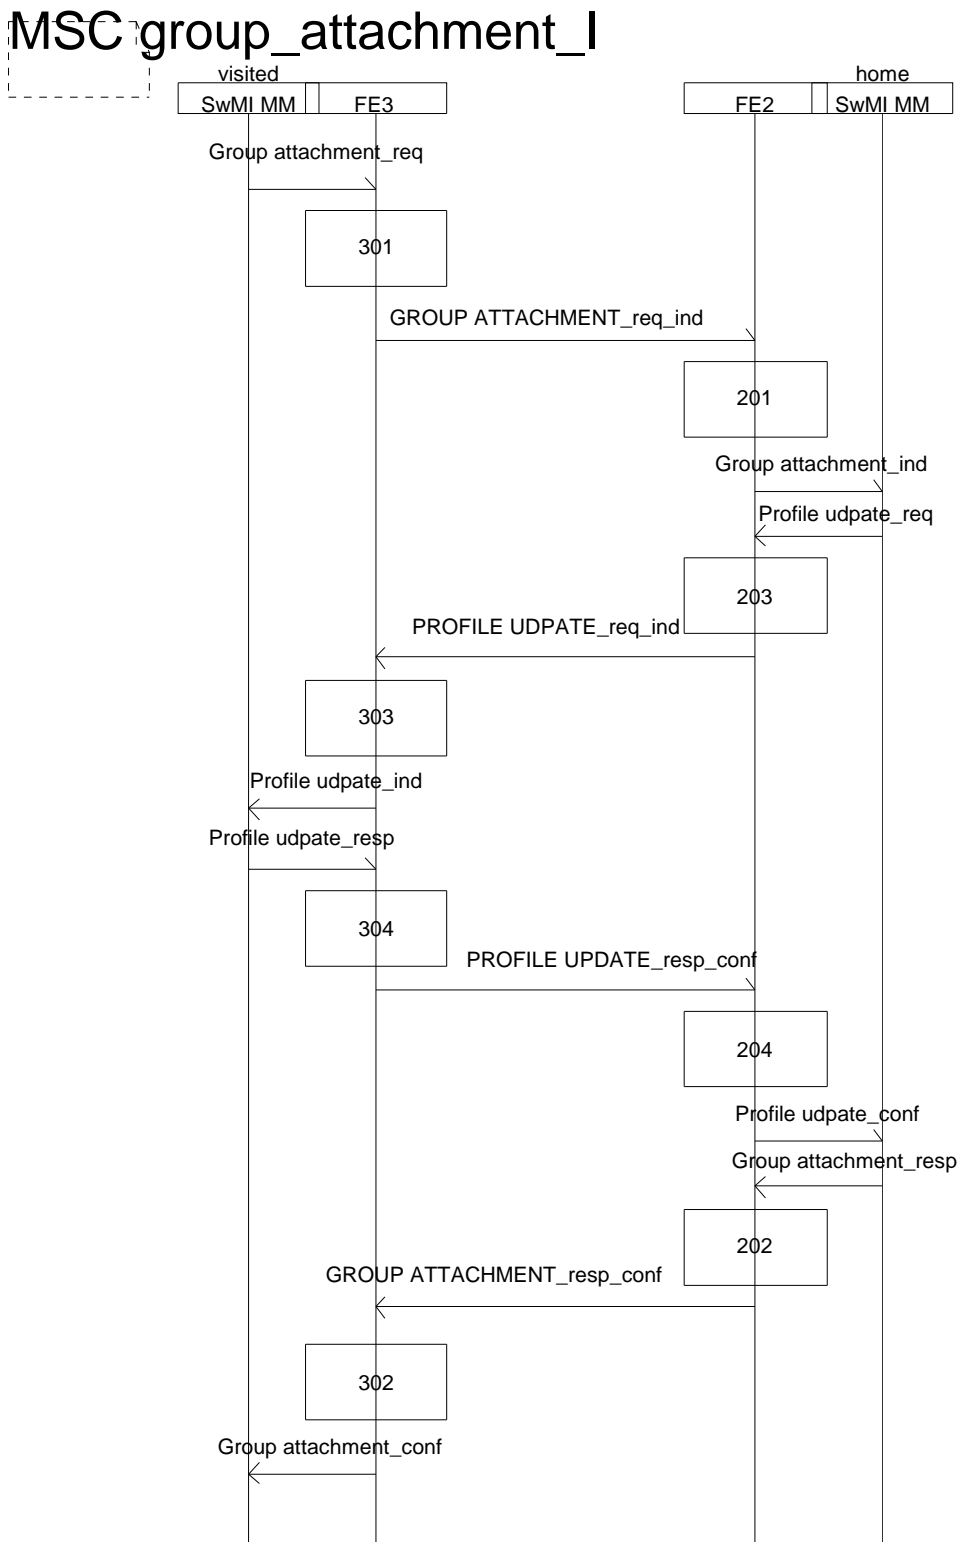 MSC group_attachment_I
visited
home
SwMI MM
FE3
FE2
SwMI MM
Group attachment_req
301
GROUP ATTACHMENT_req_ind
201
Group attachment_ind
Profile udpate_req
203
PROFILE UDPATE_req_ind
303
Profile udpate_ind
Profile udpate_resp
304
PROFILE UPDATE_resp_conf
204
Profile udpate_conf
Group attachment_resp
202
GROUP ATTACHMENT_resp_conf
302
Group attachment_conf